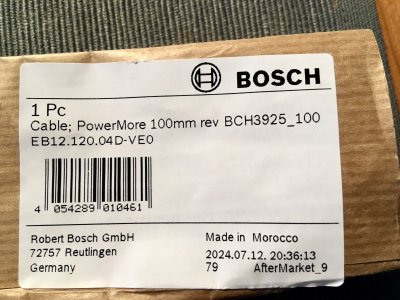 BOSCH
1 Pc
Cable; PowerMore 100mm rev BCH3925_100
EB12.120.04D-VE0
4 054289 010461
Robert Bosch GmbH
72757 Reutlingen
Germany
Made in Morocco
2024.07.12. 20:36:13
79 AfterMarket_9